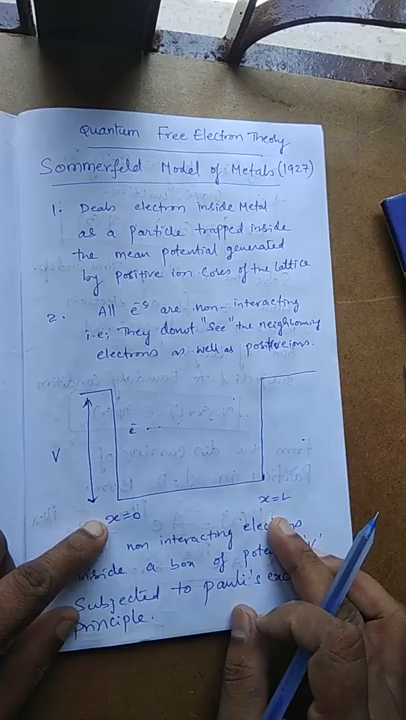 Quantum Free Electron Theory
Sommerfeld Model of Metals (1927)
1. Deals electron inside Metal
as a particle trapped inside
the mean potential generated
by positive ion cores of the lattice
2. All e⁻s are non-interacting
i.e; They donot "see" the neighboring
electrons as well as positive ions.
V
e⁻ ....
x=0
x=L
non interacting electrons
inside a box of
Subjected to pauli's
principle.